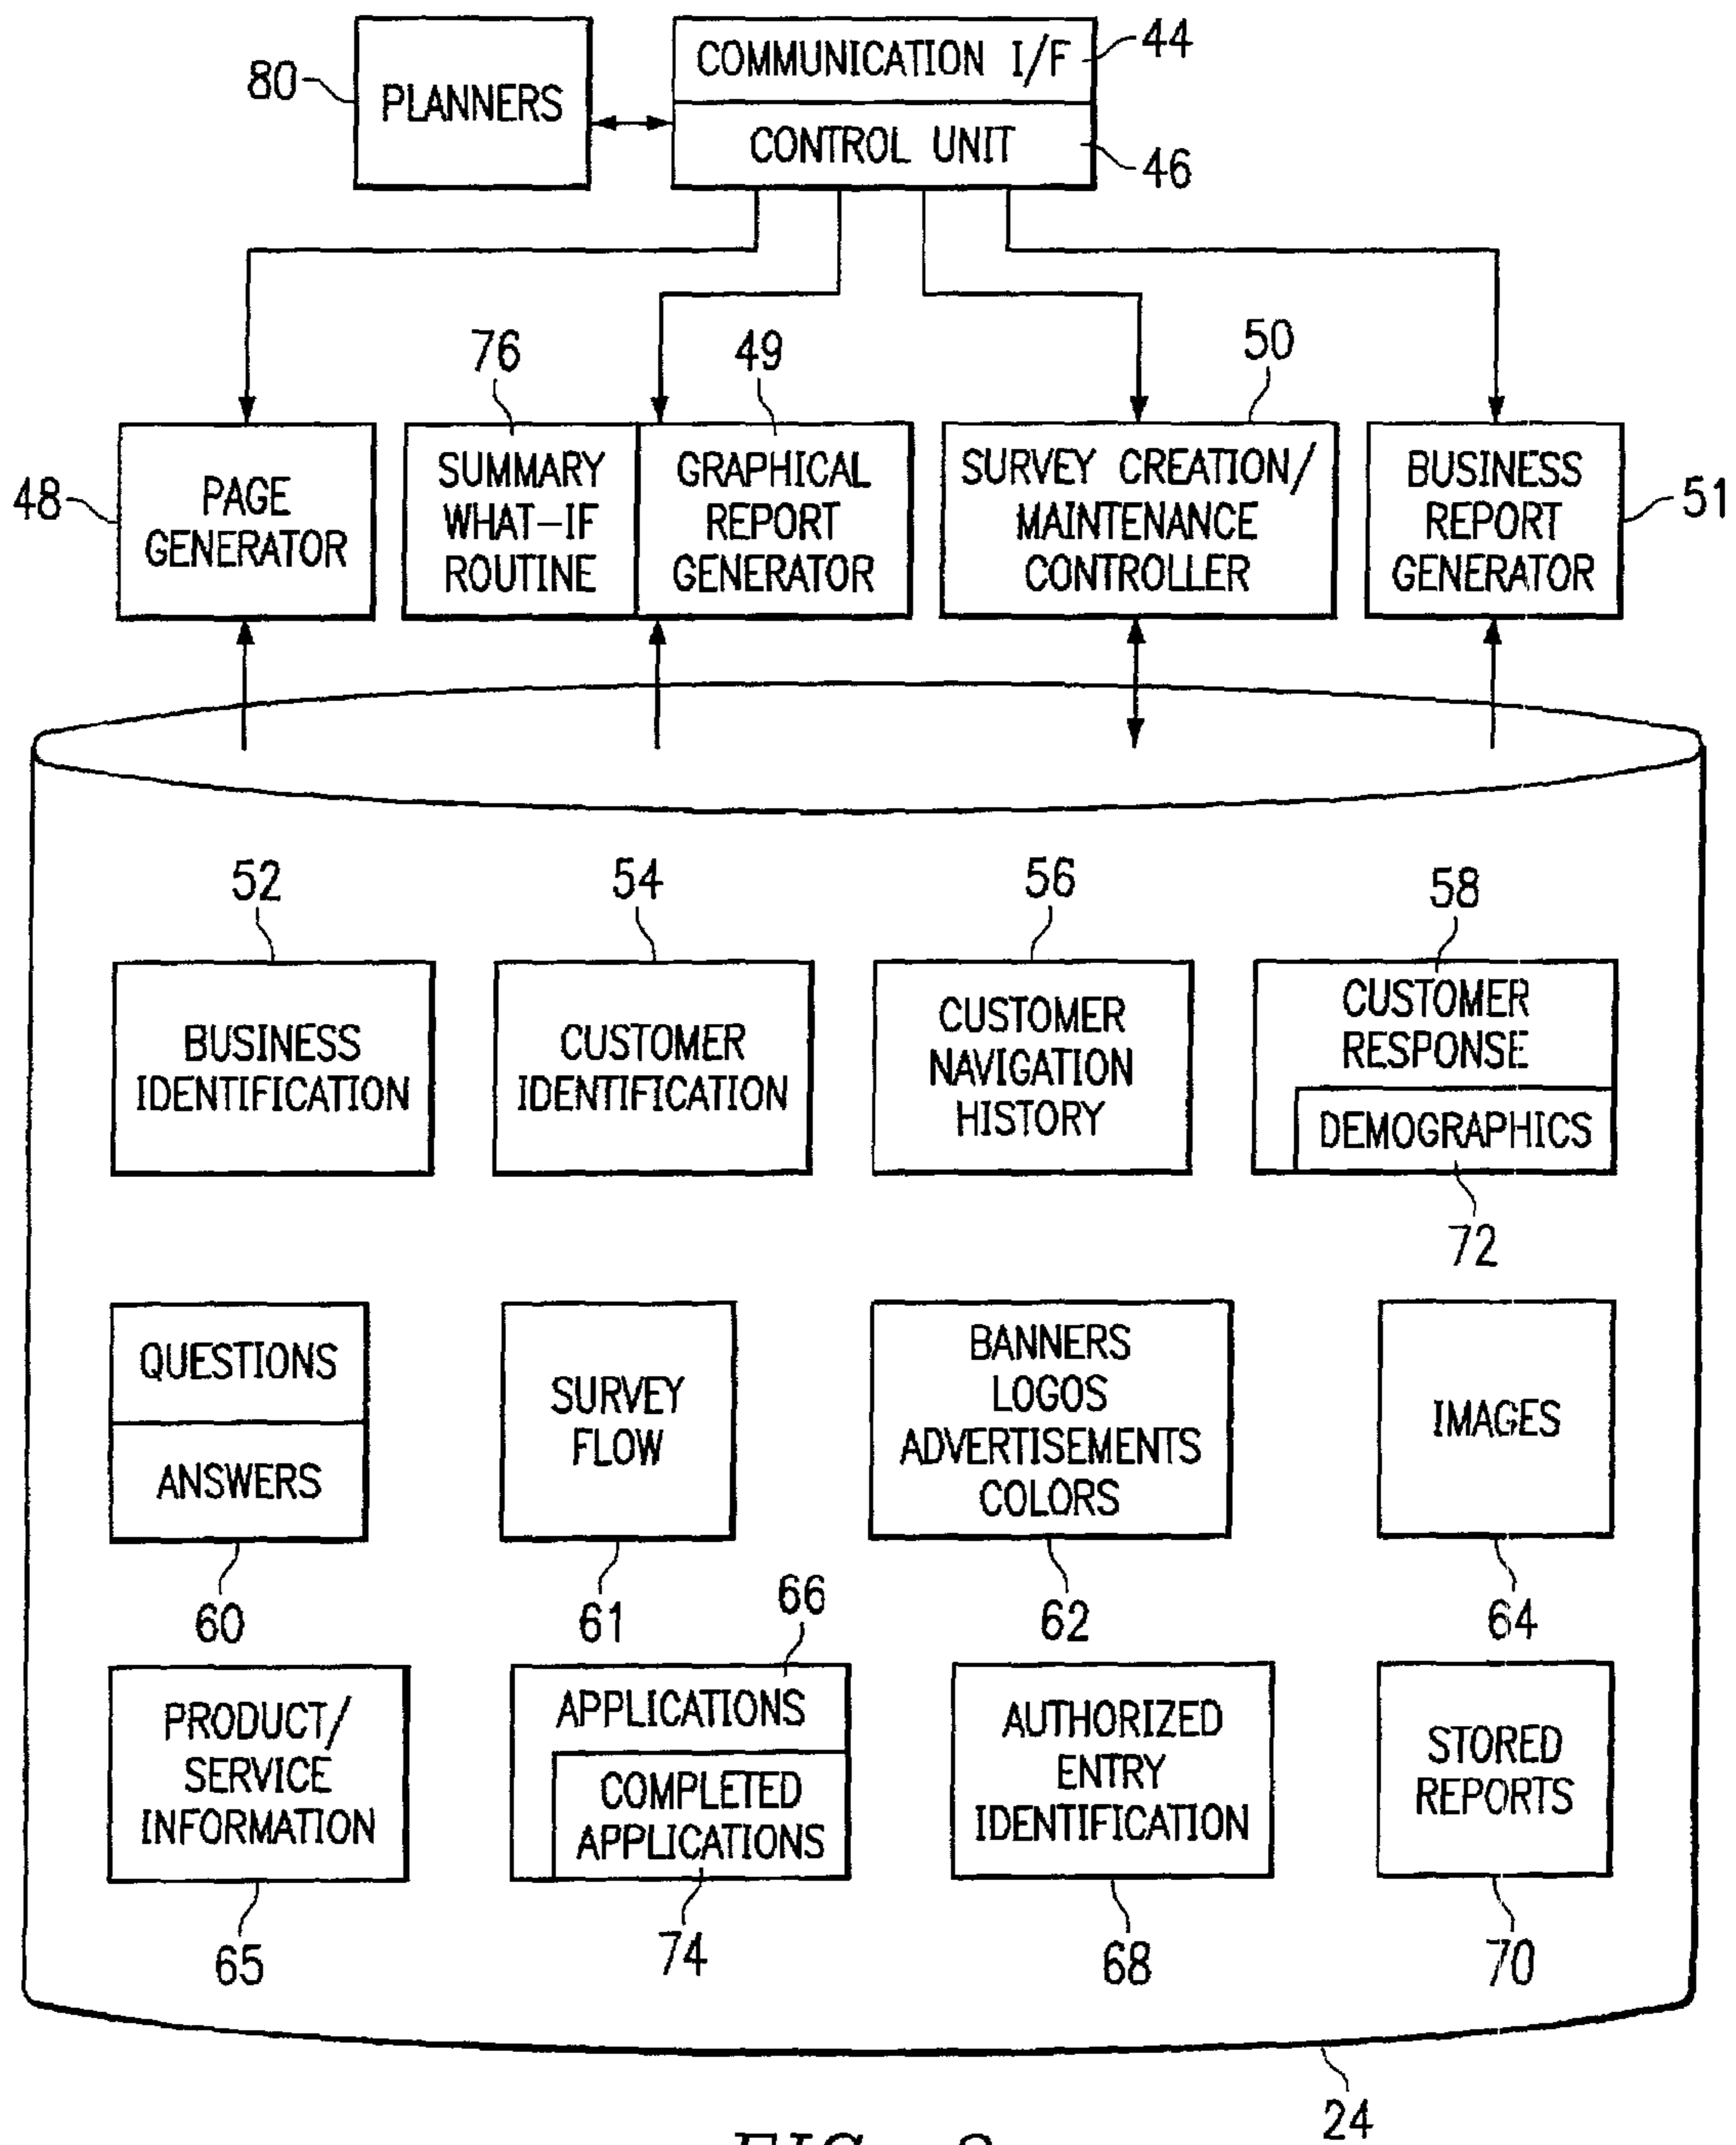 80
PLANNERS
COMMUNICATION I/F
44
CONTROL UNIT
46
76
49
50
48
PAGE
GENERATOR
SUMMARY
WHAT-IF
ROUTINE
GRAPHICAL
REPORT
GENERATOR
SURVEY CREATION/
MAINTENANCE
CONTROLLER
BUSINESS
REPORT
GENERATOR
51
52
54
56
58
BUSINESS
IDENTIFICATION
CUSTOMER
IDENTIFICATION
CUSTOMER
NAVIGATION
HISTORY
CUSTOMER
RESPONSE
DEMOGRAPHICS
72
QUESTIONS
ANSWERS
SURVEY
FLOW
BANNERS
LOGOS
ADVERTISEMENTS
COLORS
IMAGES
60
61
66
62
64
PRODUCT/
SERVICE
INFORMATION
APPLICATIONS
COMPLETED
APPLICATIONS
AUTHORIZED
ENTRY
IDENTIFICATION
STORED
REPORTS
65
74
68
70
24